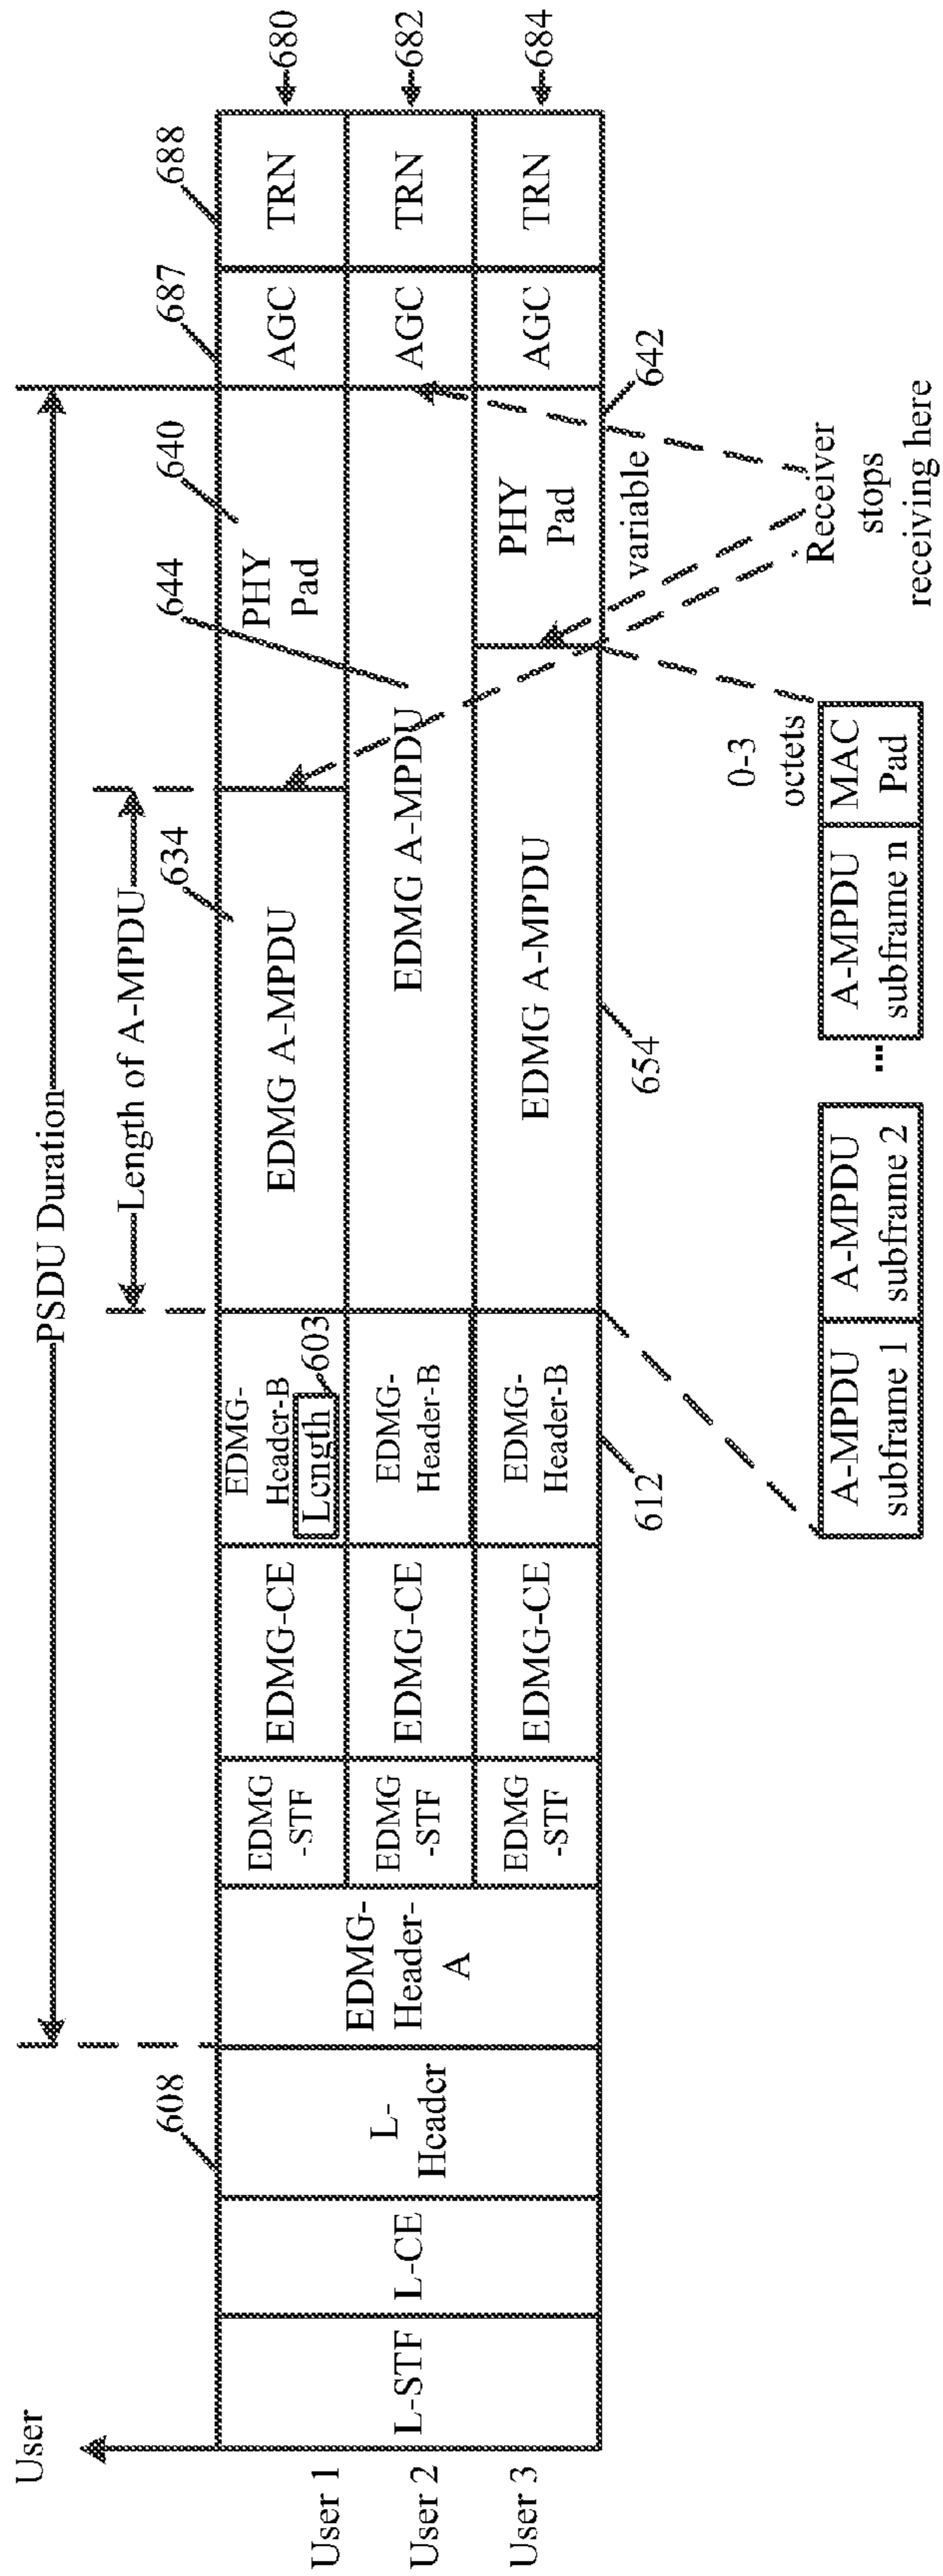 User
PSDU Duration
Length of A-MPDU
608
634
644
640
687
688
User 1
User 2
User 3
L-STF
L-CE
L-
Header
EDMG-
Header-
A
EDMG
-STF
EDMG-CE
EDMG-
Header-B
Length
603
EDMG A-MPDU
PHY
Pad
AGC
TRN
680
EDMG
-STF
EDMG-CE
EDMG-
Header-B
EDMG A-MPDU
AGC
TRN
682
EDMG
-STF
EDMG-CE
EDMG-
Header-B
EDMG A-MPDU
PHY
Pad
AGC
TRN
684
612
654
variable
642
0-3
octets
Receiver
stops
receiving here
A-MPDU
subframe 1
A-MPDU
subframe 2
...
A-MPDU
subframe n
MAC
Pad